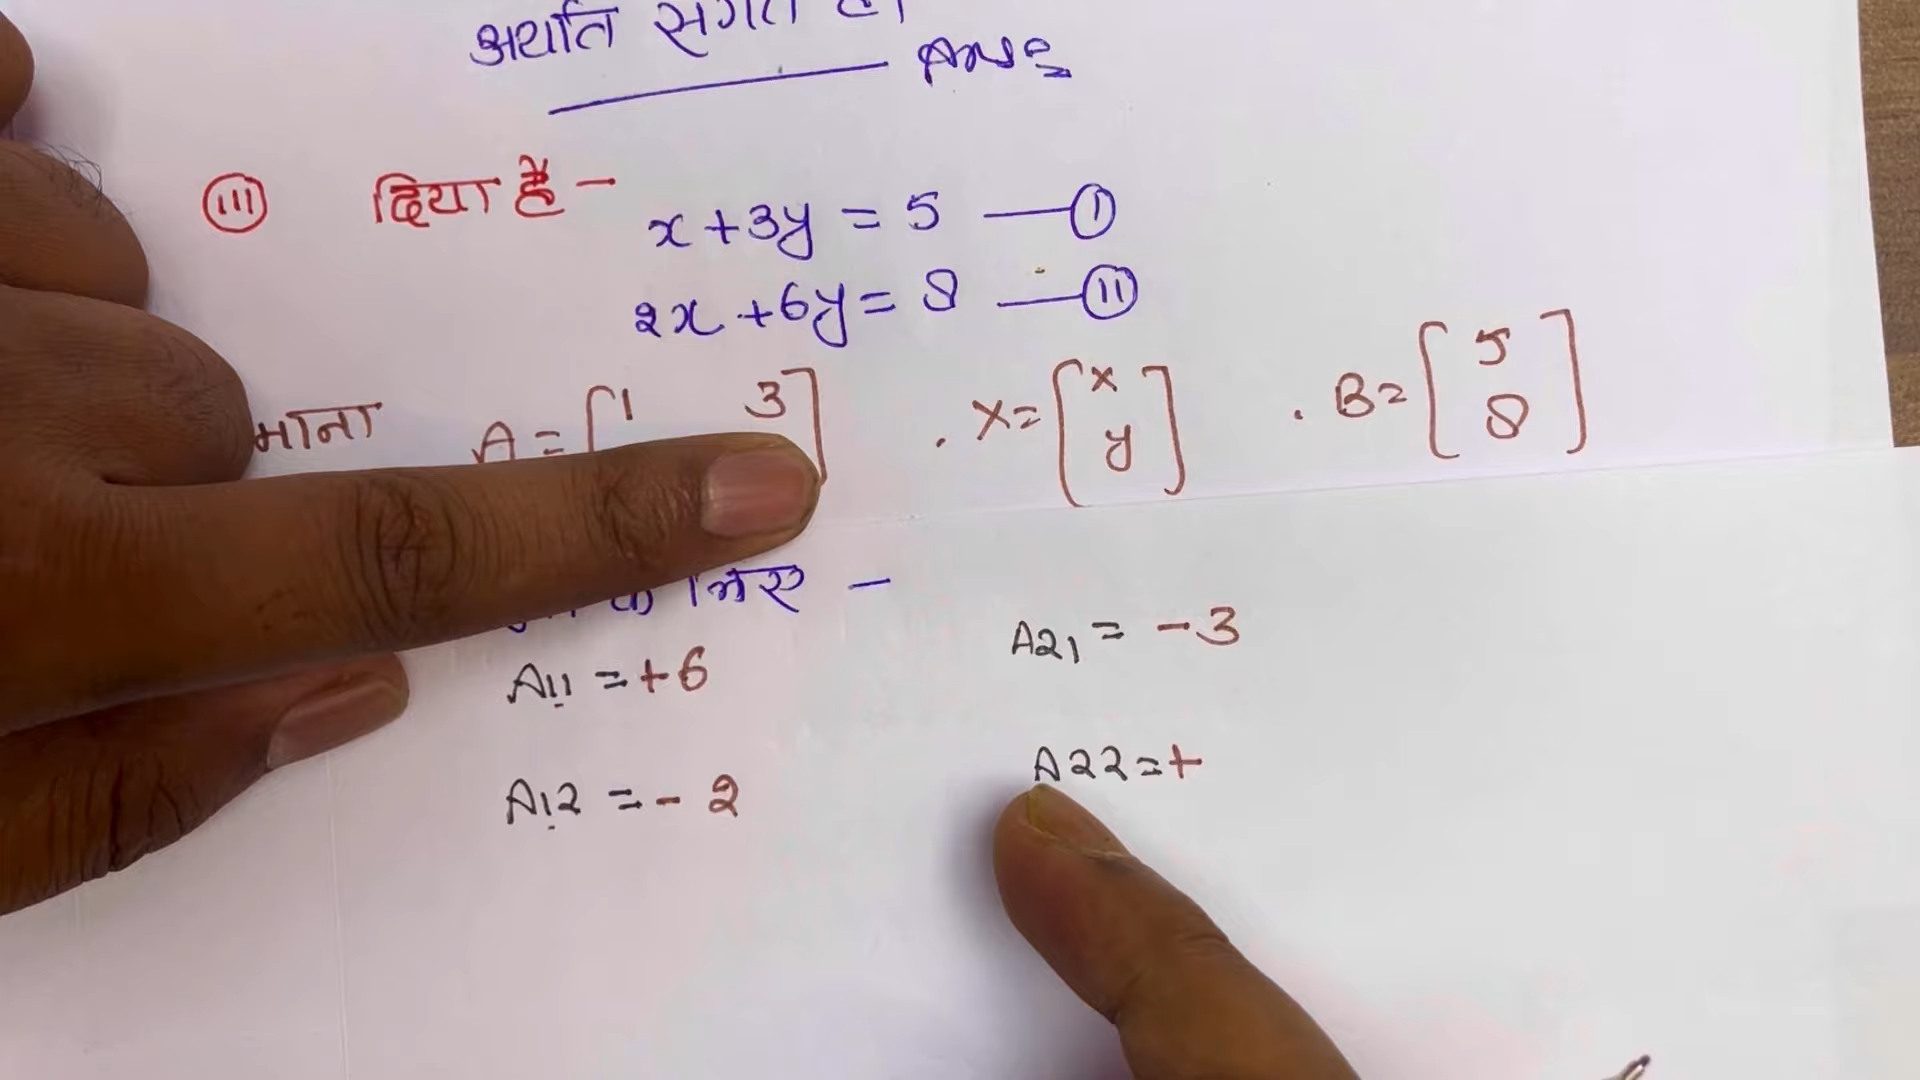 अर्थात संगत है।
Ans
(iii) दिया है -
x + 3y = 5 — (i)
2x + 6y = 8 — (ii)
माना A = [1 3] . X = [x y] . B = [5 8]
लिए -
A11 = +6 A21 = -3
A12 = - 2 A22 = +